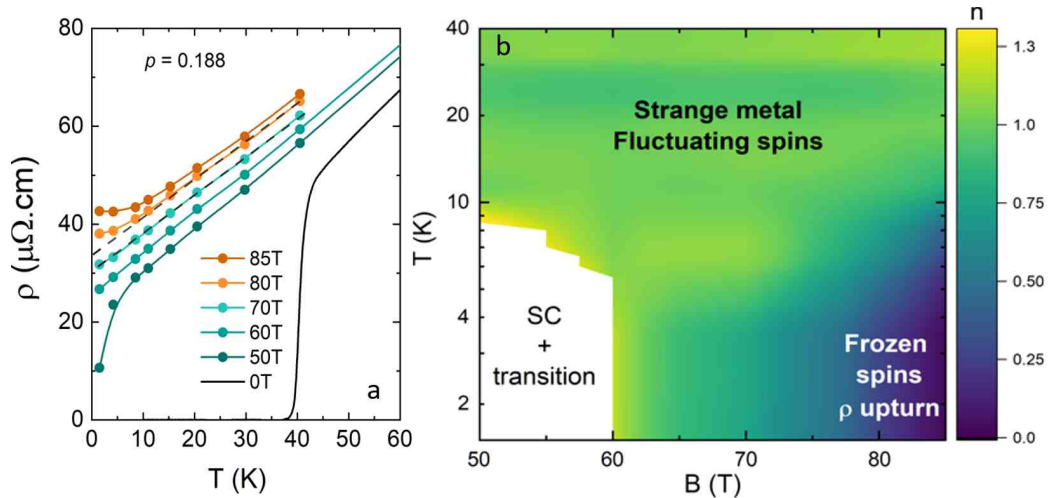 80
60
40
20
0
ρ (μΩ.cm)
p = 0.188
85T
80T
70T
60T
50T
0T
a
0 10 20 30 40 50 60
T (K)
b
40
20
10
4
2
T (K)
Strange metal
Fluctuating spins
SC
+
transition
Frozen
spins
ρ upturn
50 60 70 80
B (T)
n
1.3
1.0
0.50
0.25
0.0